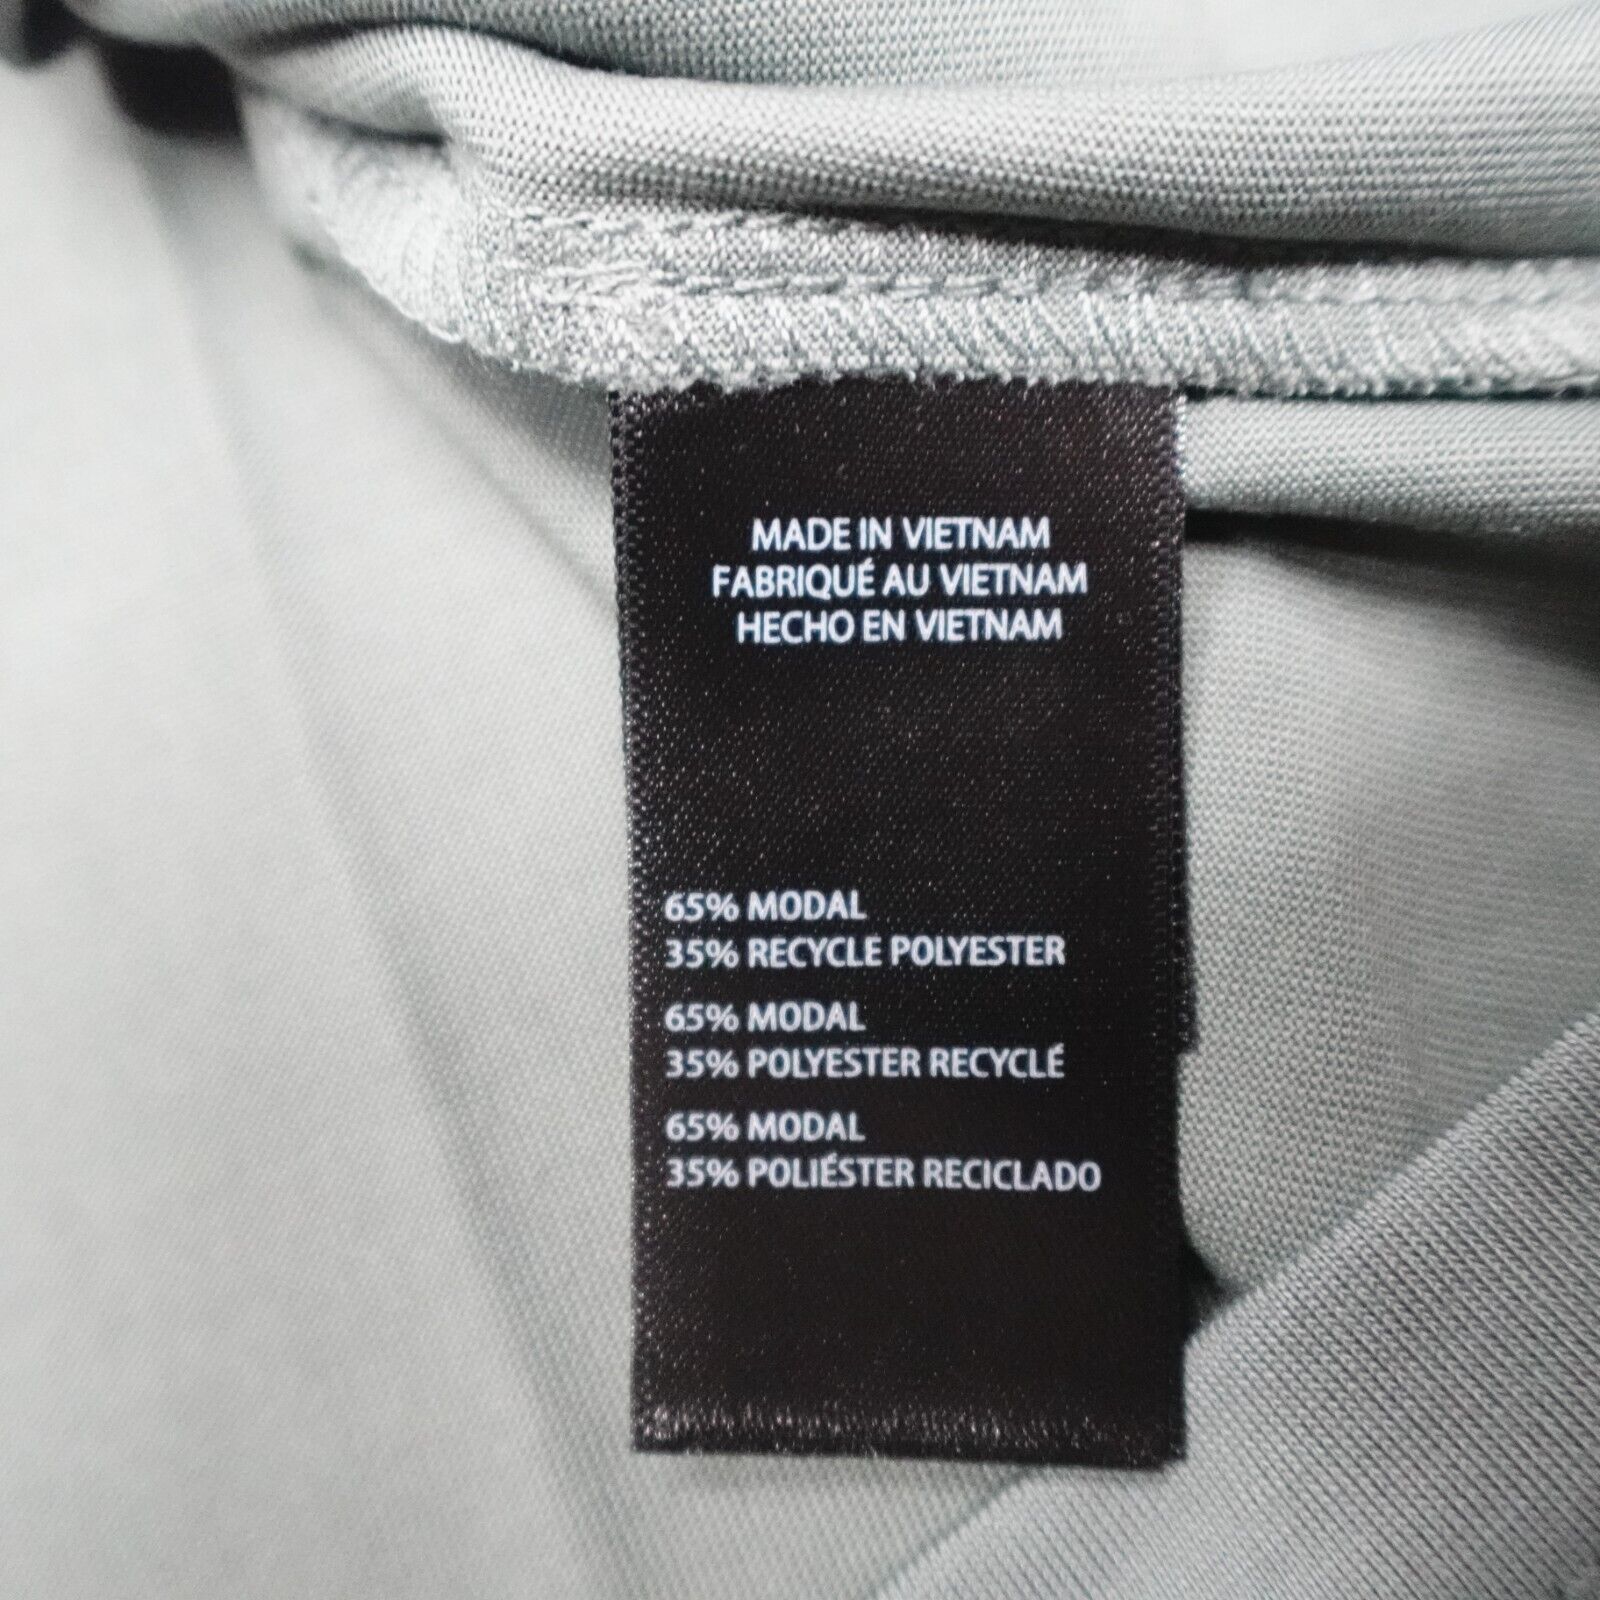 MADE IN VIETNAM
FABRIQUÉ AU VIETNAM
HECHO EN VIETNAM
65% MODAL
35% RECYCLE POLYESTER
65% MODAL
35% POLYESTER RECYCLÉ
65% MODAL
35% POLIÉSTER RECICLADO